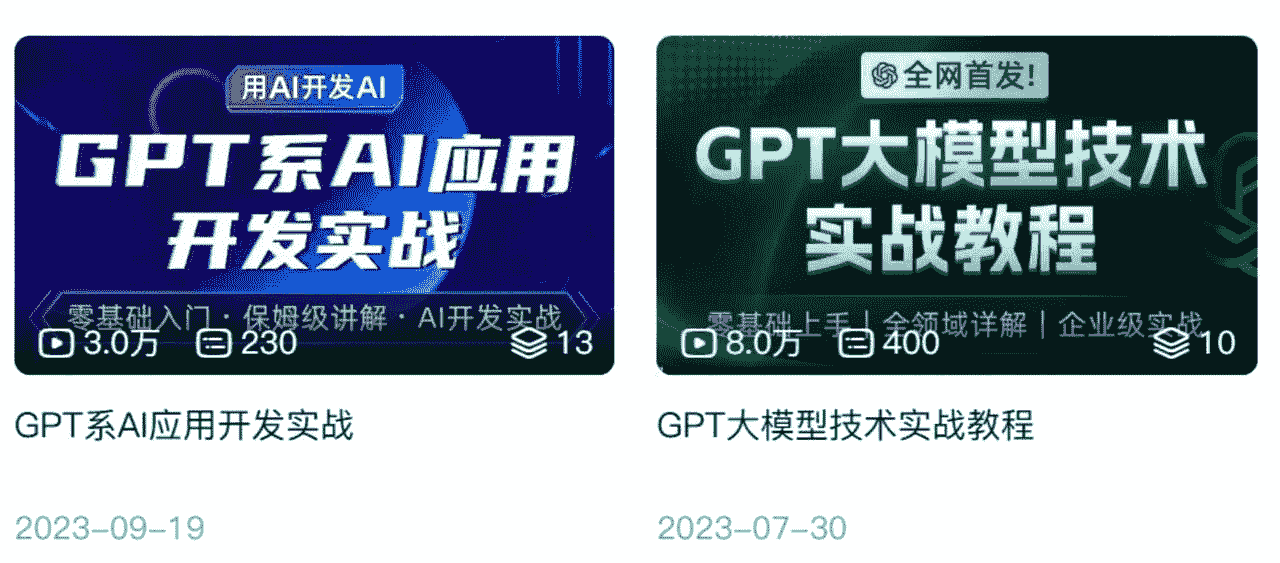 用AI开发AI
GPT系AI应用
开发实战
零基础入门 · 保姆级讲解 · AI开发实战
3.0万 230 13
GPT系AI应用开发实战
2023-09-19
全网首发!
GPT大模型技术
实战教程
零基础上手 | 全领域详解 | 企业级实战
8.0万 400 10
GPT大模型技术实战教程
2023-07-30